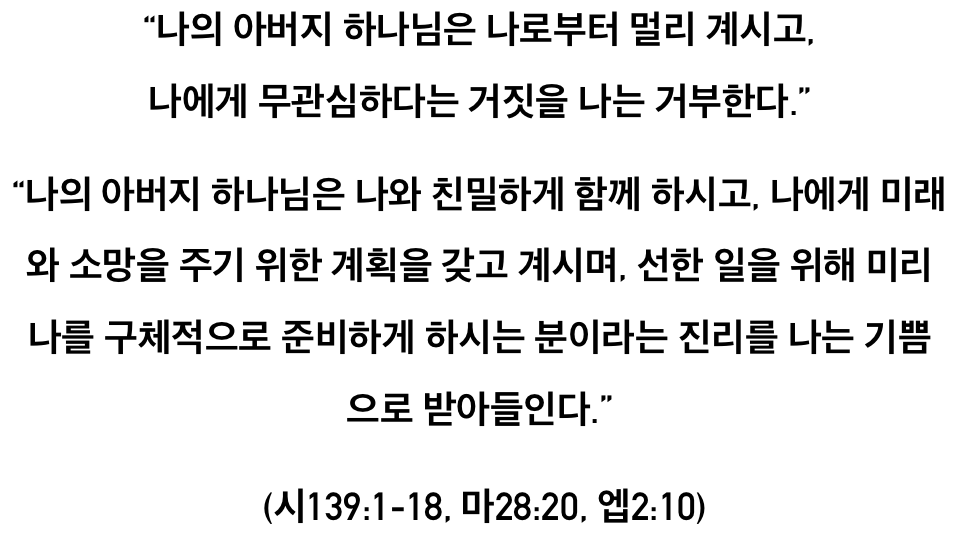 “나의 아버지 하나님은 나로부터 멀리 계시고,
나에게 무관심하다는 거짓을 나는 거부한다.”
“나의 아버지 하나님은 나와 친밀하게 함께 하시고, 나에게 미래
와 소망을 주기 위한 계획을 갖고 계시며, 선한 일을 위해 미리
나를 구체적으로 준비하게 하시는 분이라는 진리를 나는 기쁨
으로 받아들인다.”
(시139:1-18, 마28:20, 엡2:10)